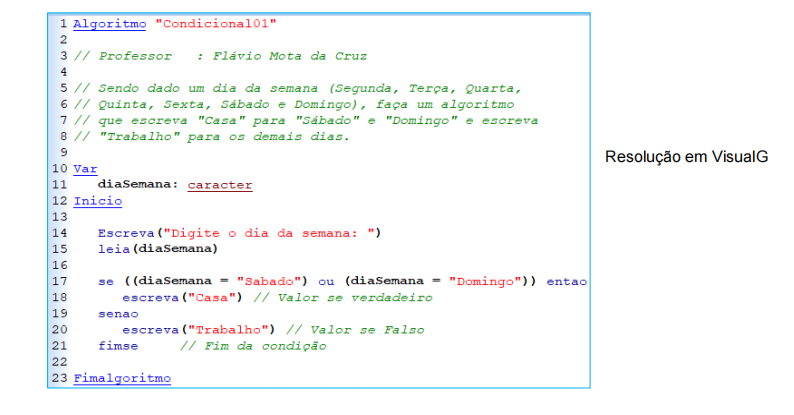 1 Algoritmo "Condicional01"
2
3 // Professor   : Flávio Mota da Cruz
4
5 // Sendo dado um dia da semana (Segunda, Terça, Quarta,
6 // Quinta, Sexta, Sábado e Domingo), faça um algoritmo
7 // que escreva "Casa" para "Sábado" e "Domingo" e escreva
8 // "Trabalho" para os demais dias.
9
10 Var
11    diaSemana: caracter
12 Inicio
13
14    Escreva("Digite o dia da semana: ")
15    leia(diaSemana)
16
17    se ((diaSemana = "Sabado") ou (diaSemana = "Domingo")) entao
18       escreva("Casa") // Valor se verdadeiro
19    senao
20       escreva("Trabalho") // Valor se Falso
21    fimse     // Fim da condição
22
23 Fimalgoritmo
Resolução em VisualG